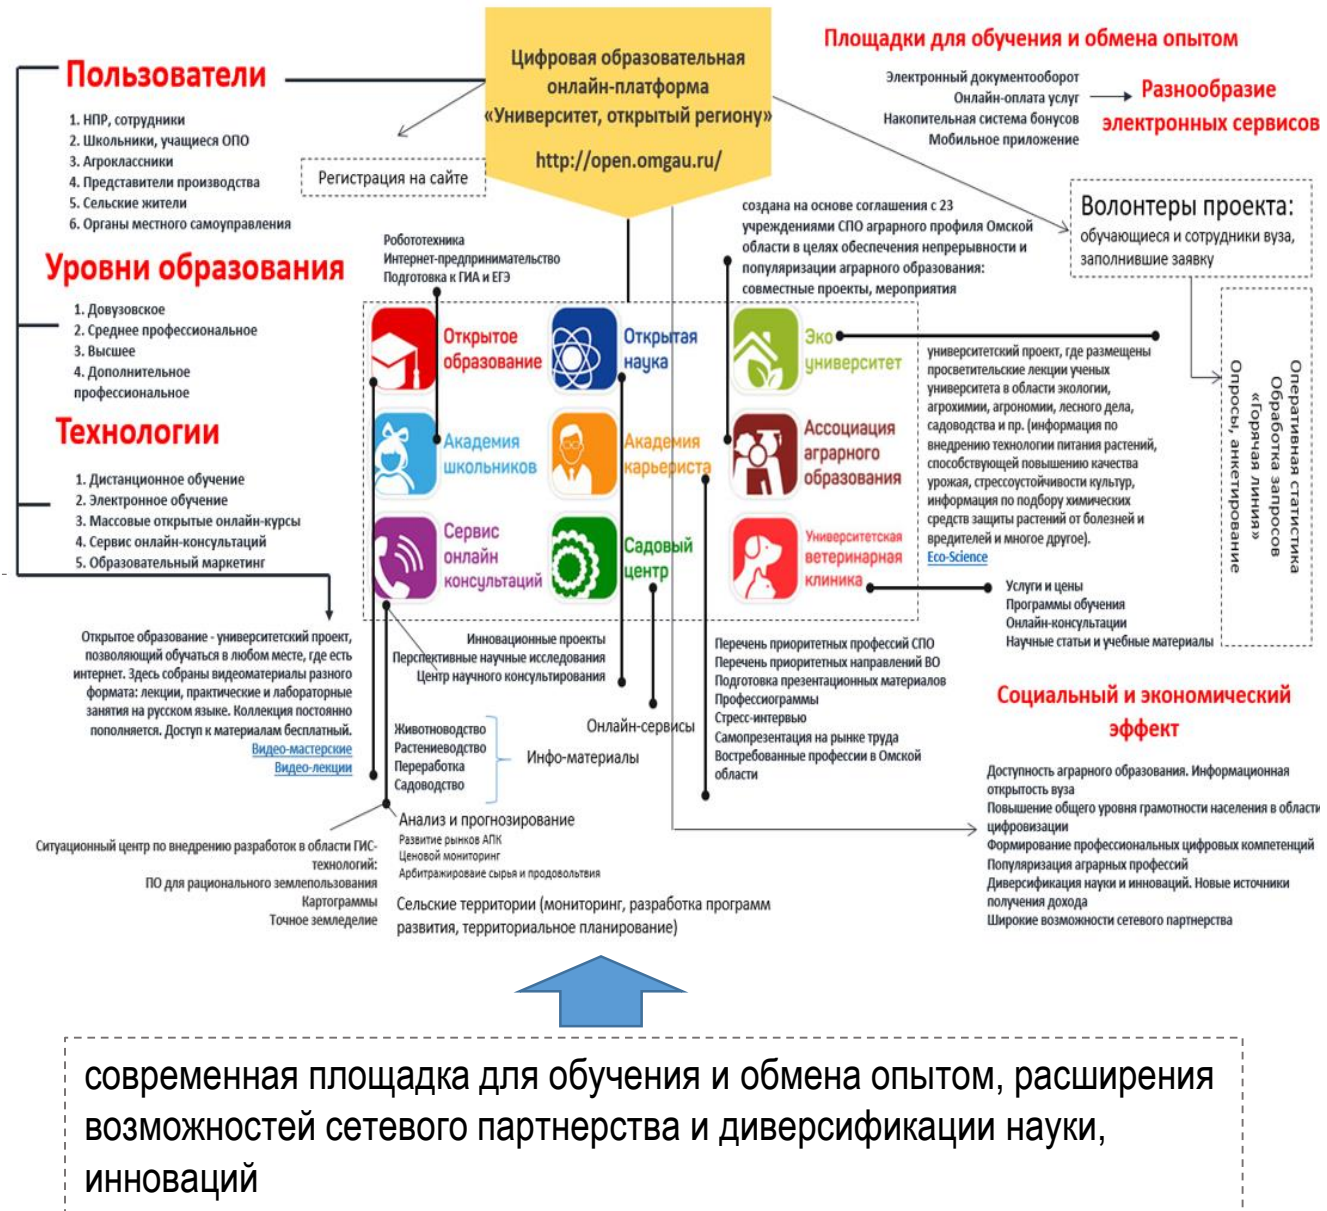 Цифровая образовательная
онлайн-платформа
«Университет, открытый региону»
http://open.omgau.ru/
Пользователи
1. НПР, сотрудники
2. Школьники, учащиеся ОПО
3. Агроклассники
4. Представители производства
5. Сельские жители
6. Органы местного самоуправления
Регистрация на сайте
Уровни образования
1. Довузовское
2. Среднее профессиональное
3. Высшее
4. Дополнительное
профессиональное
Технологии
1. Дистанционное обучение
2. Электронное обучение
3. Массовые открытые онлайн-курсы
4. Сервис онлайн-консультаций
5. Образовательный маркетинг
Площадки для обучения и обмена опытом
Электронный документооборот
Онлайн-оплата услуг
Накопительная система бонусов
Мобильное приложение
Разнообразие
электронных сервисов
Волонтеры проекта:
обучающиеся и сотрудники вуза,
заполнившие заявку
Оперативная статистика
Обработка запросов
«Горячая линия»
Опросы, анкетирование
создана на основе соглашения с 23
учреждениями СПО аграрного профиля Омской
области в целях обеспечения непрерывности и
популяризации аграрного образования:
совместные проекты, мероприятия
Робототехника
Интернет-предпринимательство
Подготовка к ГИА и ЕГЭ
Открытое
образование
Открытая
наука
Эко
университет
Академия
школьников
Академия
карьериста
Ассоциация
аграрного
образования
Сервис
онлайн
консультаций
Садовый
центр
Университетская
ветеринарная
клиника
университетский проект, где размещены
просветительские лекции ученых
университета в области экологии,
агрохимии, агрономии, лесного дела,
садоводства и пр. (информация по
внедрению технологии питания растений,
способствующей повышению качества
урожая, стрессоустойчивости культур,
информация по подбору химических
средств защиты растений от болезней и
вредителей и многое другое).
Eco-Science
Услуги и цены
Программы обучения
Онлайн-консультации
Научные статьи и учебные материалы
Открытое образование - университетский проект,
позволяющий обучаться в любом месте, где есть
интернет. Здесь собраны видеоматериалы разного
формата: лекции, практические и лабораторные
занятия на русском языке. Коллекция постоянно
пополняется. Доступ к материалам бесплатный.
Видео-мастерские
Видео-лекции
Инновационные проекты
Перспективные научные исследования
Центр научного консультирования
Онлайн-сервисы
Животноводство
Растениеводство
Переработка
Садоводство
Инфо-материалы
Перечень приоритетных профессий СПО
Перечень приоритетных направлений ВО
Подготовка презентационных материалов
Профессиограммы
Стресс-интервью
Самопрезентация на рынке труда
Востребованные профессии в Омской
области
Анализ и прогнозирование
Развитие рынков АПК
Ценовой мониторинг
Арбитражироваие сырья и продовольтвия
Ситуационный центр по внедрению разработок в области ГИС-
технологий:
ПО для рационального землепользования
Картограммы
Точное земледелие
Сельские территории (мониторинг, разработка программ
развития, территориальное планирование)
Социальный и экономический
эффект
Доступность аграрного образования. Информационная
открытость вуза
Повышение общего уровня грамотности населения в области
цифровизации
Формирование профессиональных цифровых компетенций
Популяризация аграрных профессий
Диверсификация науки и инноваций. Новые источники
получения дохода
Широкие возможности сетевого партнерства
современная площадка для обучения и обмена опытом, расширения
возможностей сетевого партнерства и диверсификации науки,
инноваций